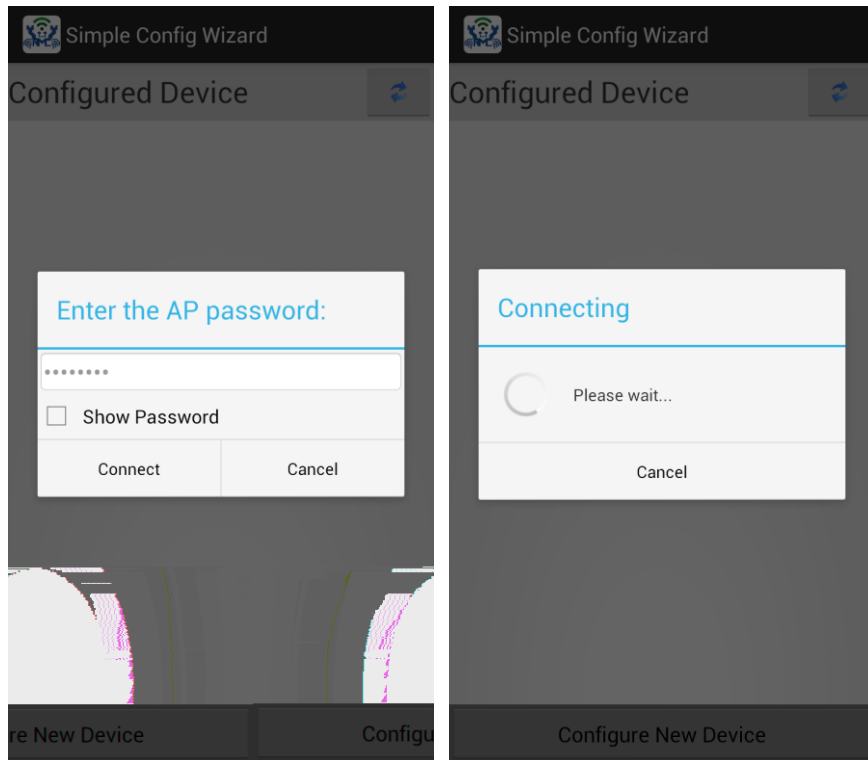 Simple Config Wizard
Configured Device
Enter the AP password:
••••••••
Show Password
Connect
Cancel
re New Device
Configu
Simple Config Wizard
Configured Device
Connecting
Please wait...
Cancel
Configure New Device